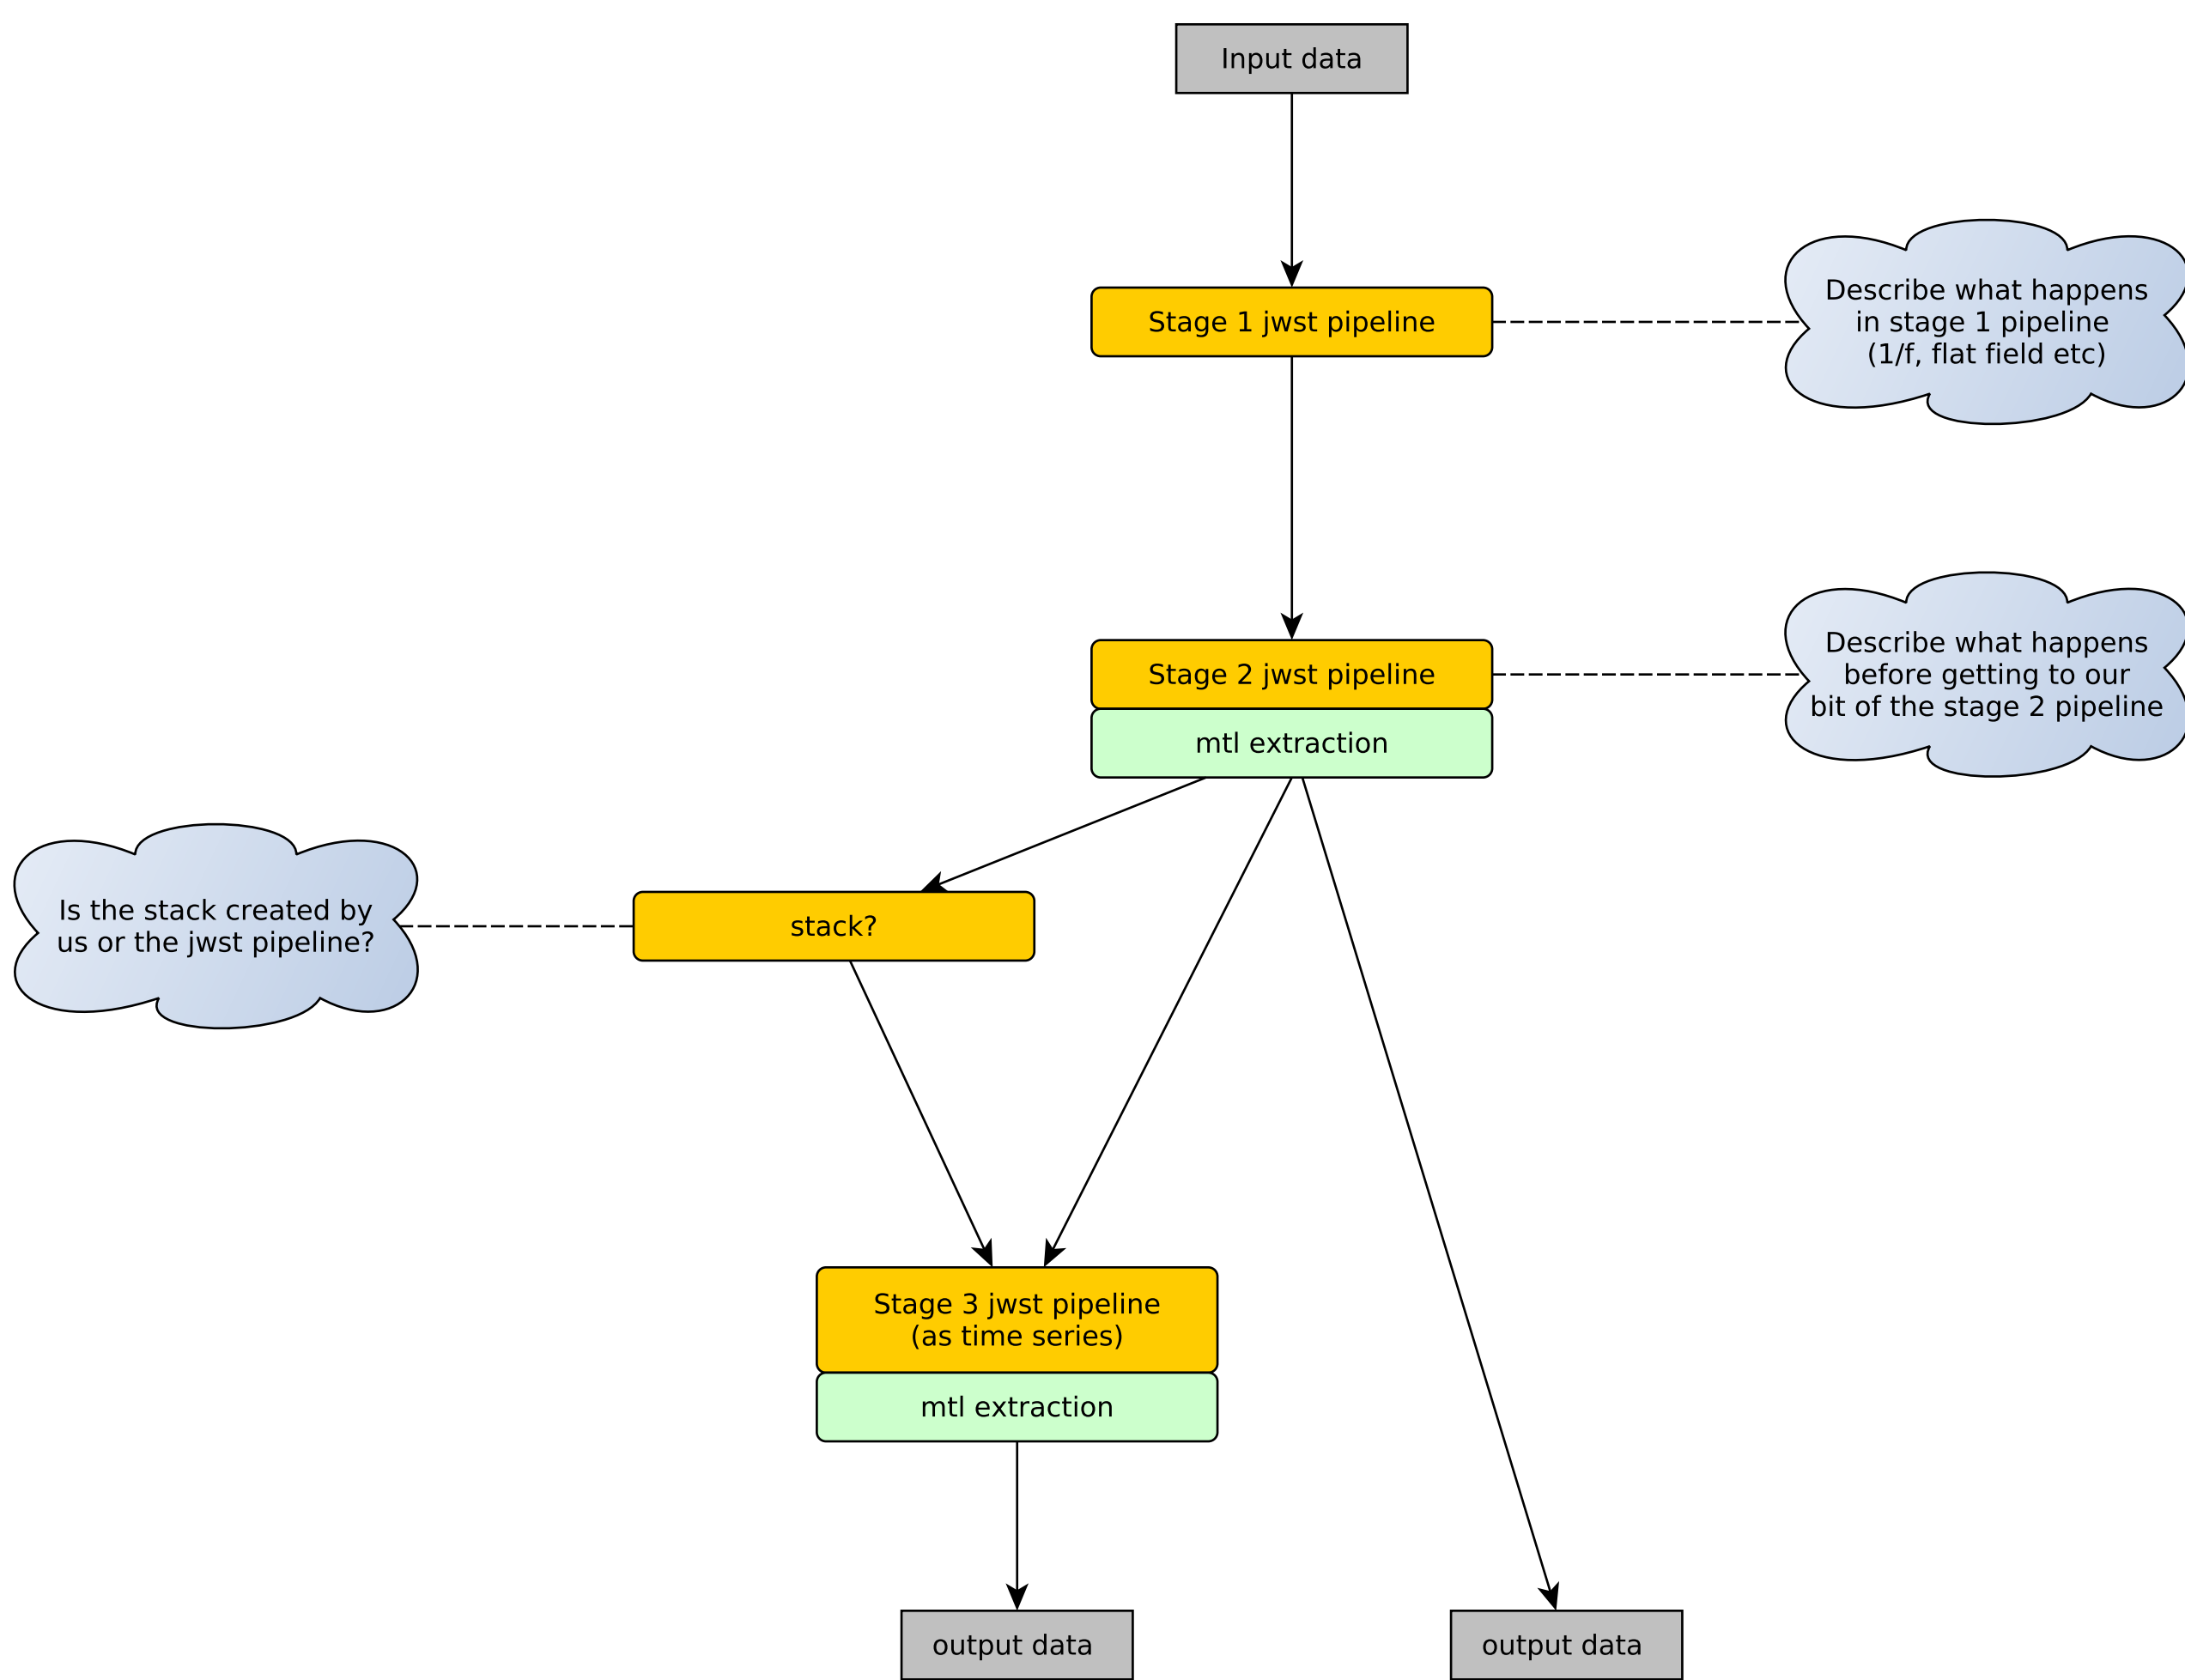 Input data
Stage 1 jwst pipeline
Describe what happens
in stage 1 pipeline
(1/f, flat field etc)
Stage 2 jwst pipeline
mtl extraction
Describe what happens
before getting to our
bit of the stage 2 pipeline
Is the stack created by
us or the jwst pipeline?
stack?
Stage 3 jwst pipeline
(as time series)
mtl extraction
output data
output data